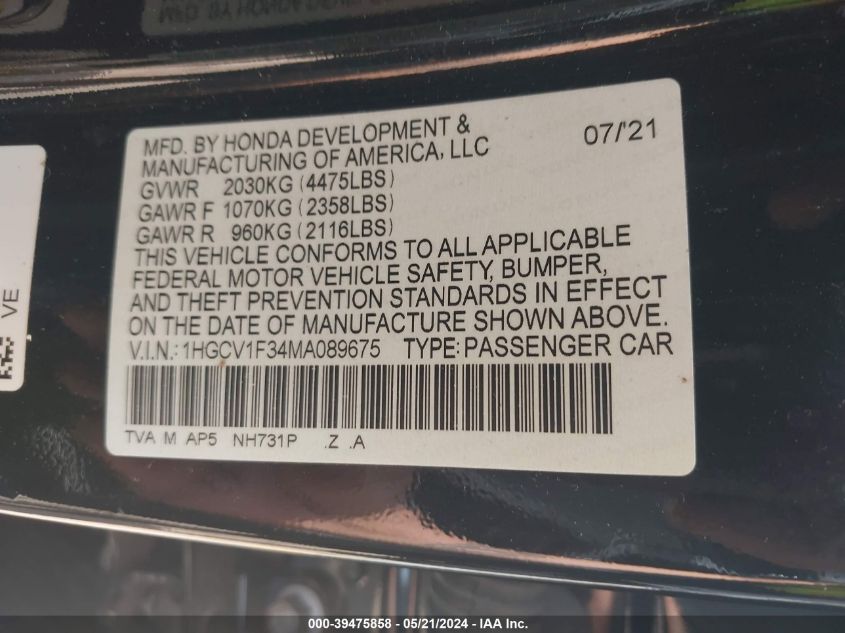 MFD. BY HONDA DEVELOPMENT & 07/'21
MANUFACTURING OF AMERICA, LLC
GVWR 2030KG (4475LBS)
GAWR F 1070KG (2358LBS)
GAWR R 960KG (2116LBS)
THIS VEHICLE CONFORMS TO ALL APPLICABLE
FEDERAL MOTOR VEHICLE SAFETY, BUMPER,
AND THEFT PREVENTION STANDARDS IN EFFECT
ON THE DATE OF MANUFACTURE SHOWN ABOVE.
V.I.N.: 1HGCV1F34MA089675 TYPE: PASSENGER CAR
TVA M AP5 NH731P .Z .A
VE
000-39475858 - 05/21/2024 - IAA Inc.